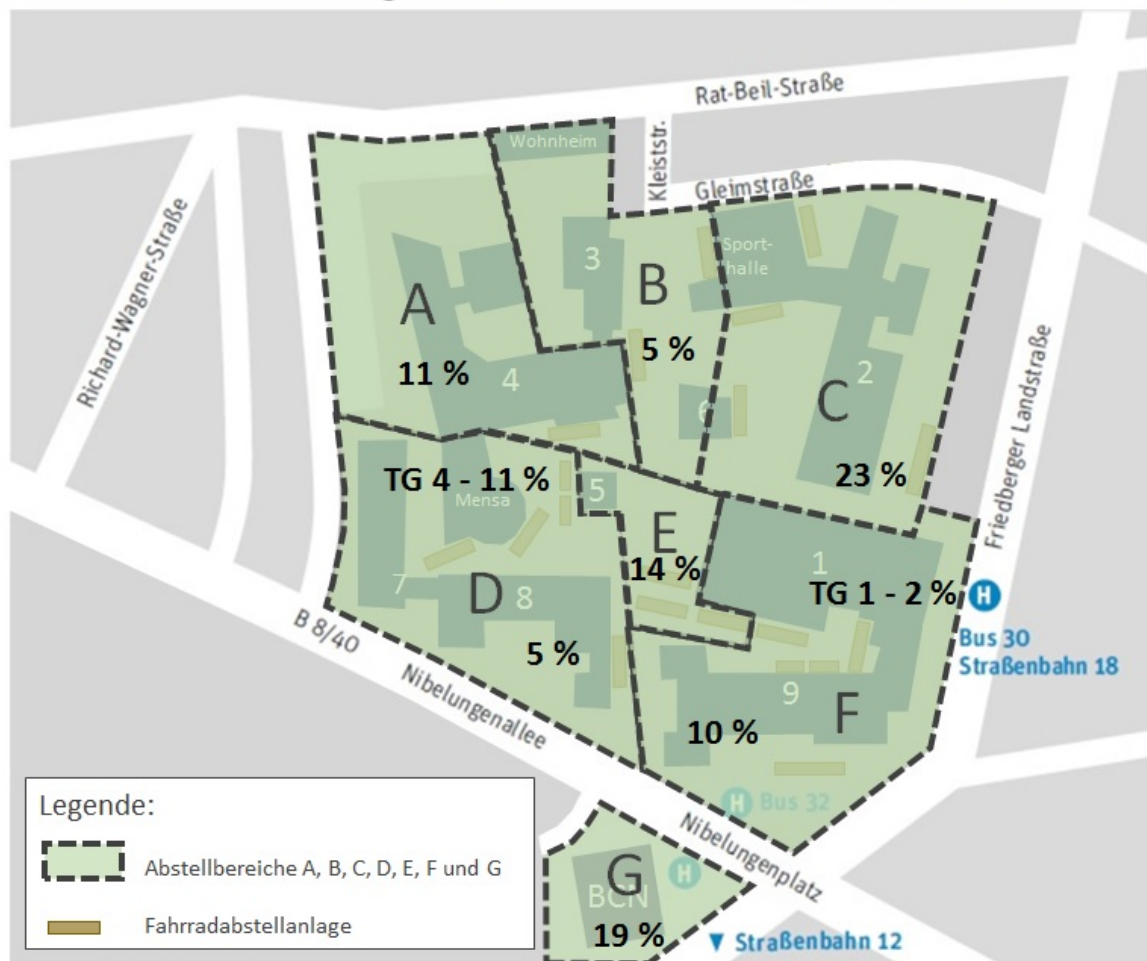 Rat-Beil-Straße
Wohnheim
Kleiststr.
Gleimstraße
Richard-Wagner-Straße
Sport-
halle
3
B
5 %
A
11 %
4
2
C
23 %
6
Friedberger Landstraße
TG 4 - 11 %
Mensa
5
E
14 %
1
TG 1 - 2 %
H
Bus 30
Straßenbahn 18
7
D
8
5 %
B 8/40
Nibelungenallee
9
F
10 %
H Bus 32
Nibelungenplatz
G
H
BCN
19 %
Straßenbahn 12
Legende:
Abstellbereiche A, B, C, D, E, F und G
Fahrradabstellanlage